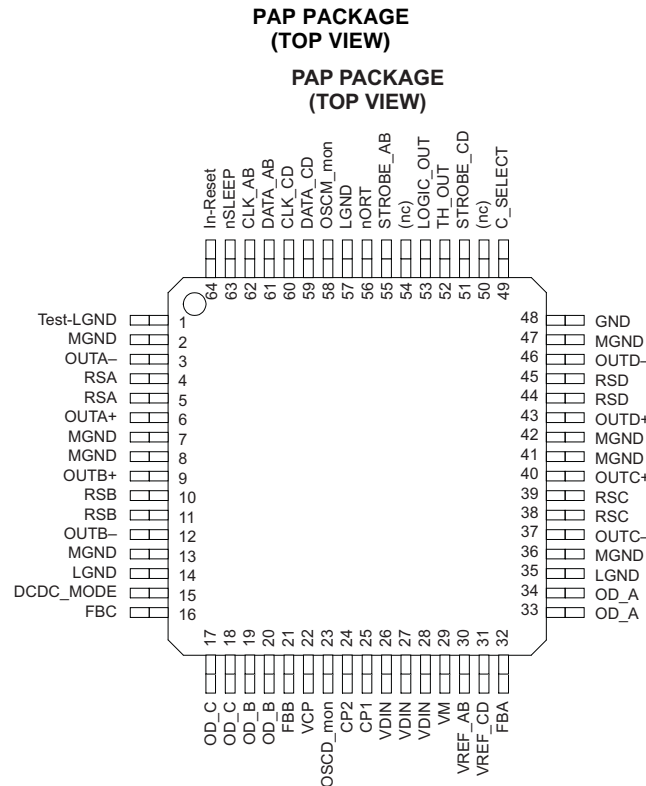 PAP PACKAGE
(TOP VIEW)
PAP PACKAGE
(TOP VIEW)
In-Reset
nSLEEP
CLK_AB
DATA_AB
CLK_CD
DATA_CD
OSCM_mon
LGND
nORT
STROBE_AB
(nc)
LOGIC_OUT
TH_OUT
STROBE_CD
(nc)
C_SELECT
64
63
62
61
60
59
58
57
56
55
54
53
52
51
50
49
Test-LGND 1
MGND 2
OUTA– 3
RSA 4
RSA 5
OUTA+ 6
MGND 7
MGND 8
OUTB+ 9
RSB 10
RSB 11
OUTB– 12
MGND 13
LGND 14
DCDC_MODE 15
FBC 16
48 GND
47 MGND
46 OUTD–
45 RSD
44 RSD
43 OUTD+
42 MGND
41 MGND
40 OUTC+
39 RSC
38 RSC
37 OUTC–
36 MGND
35 LGND
34 OD_A
33 OD_A
17
18
19
20
21
22
23
24
25
26
27
28
29
30
31
32
OD_C
OD_C
OD_B
OD_B
FBB
VCP
OSCD_mon
CP2
CP1
VDIN
VDIN
VDIN
VM
VREF_AB
VREF_CD
FBA